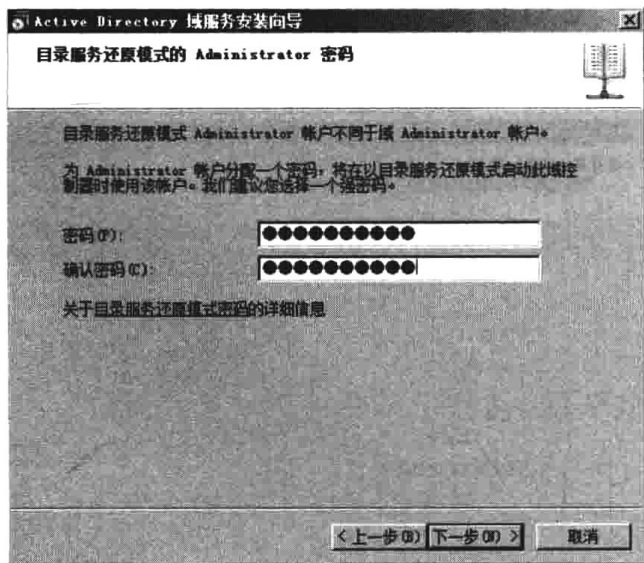 Active Directory 域服务安装向导
目录服务还原模式的 Administrator 密码
目录服务还原模式 Administrator 帐户不同于域 Administrator 帐户。
为 Administrator 帐户分配一个密码，将在以目录服务还原模式启动此域控
制器时使用该帐户。我们建议您选择一个强密码。
密码(P):
确认密码(C):
关于目录服务还原模式密码的详细信息
< 上一步(B) 下一步(N) > 取消